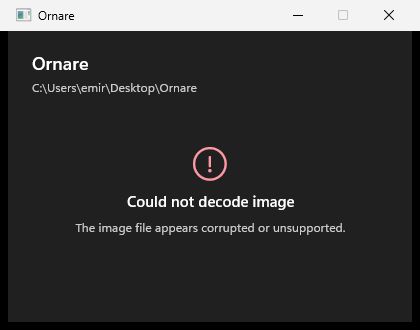 Ornare
Ornare
C:\Users\emir\Desktop\Ornare
Could not decode image
The image file appears corrupted or unsupported.